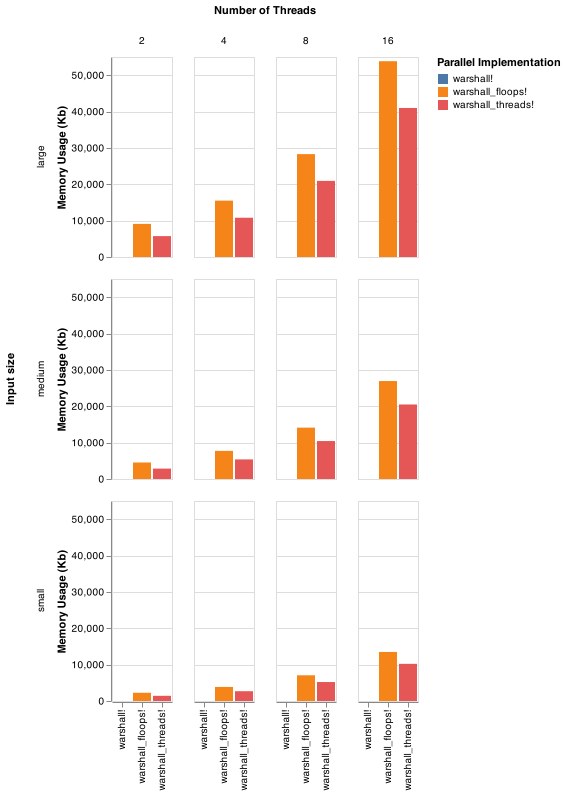 Number of Threads
2 4 8 16
Parallel Implementation
warshall!
warshall_floops!
warshall_threads!
Input size
large
Memory Usage (Kb)
50,000
40,000
30,000
20,000
10,000
0
medium
Memory Usage (Kb)
50,000
40,000
30,000
20,000
10,000
0
small
Memory Usage (Kb)
50,000
40,000
30,000
20,000
10,000
0
warshall!
warshall_floops!
warshall_threads!
warshall!
warshall_floops!
warshall_threads!
warshall!
warshall_floops!
warshall_threads!
warshall!
warshall_floops!
warshall_threads!